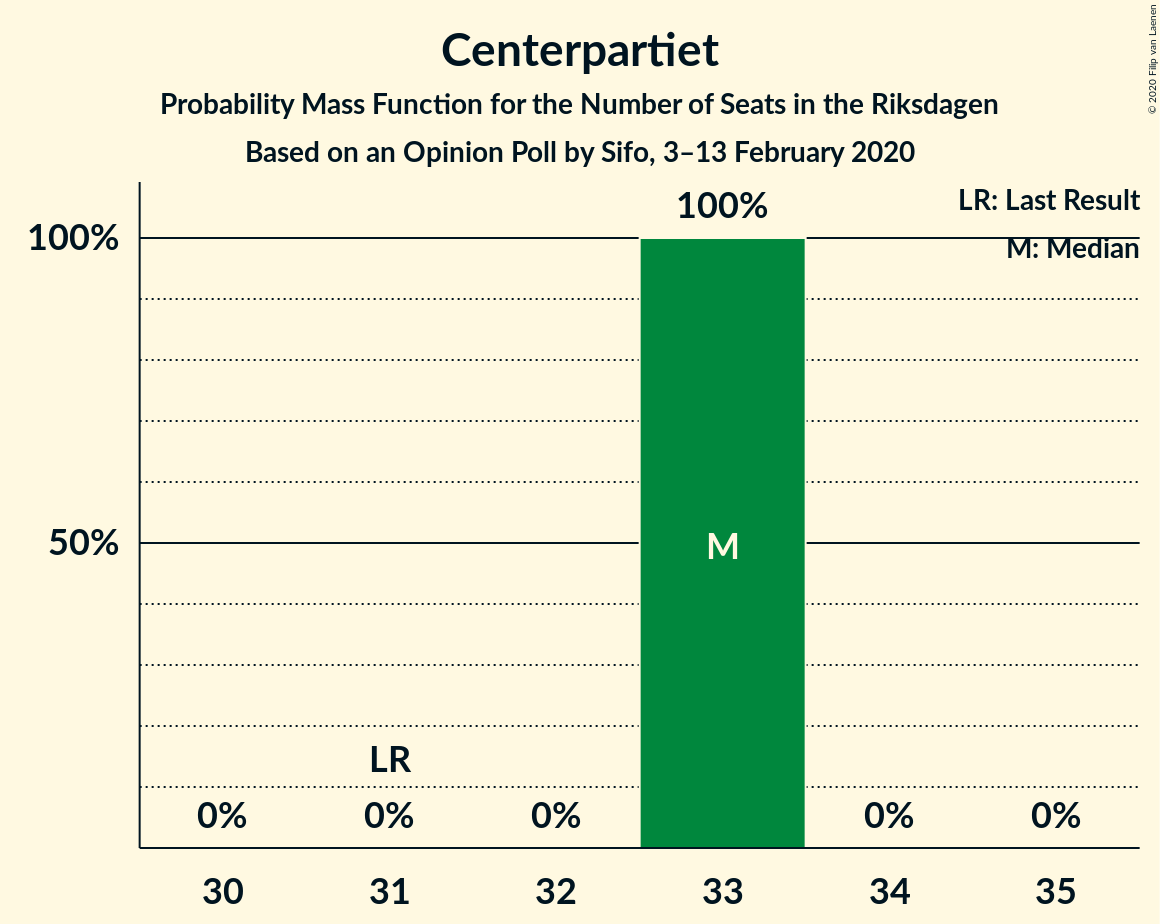 Centerpartiet
Probability Mass Function for the Number of Seats in the Riksdagen
Based on an Opinion Poll by Sifo, 3–13 February 2020
© 2020 Filip van Laenen
LR: Last Result
M: Median
100%
100%
50%
M
LR
0%
0%
0%
0%
0%
30
31
32
33
34
35